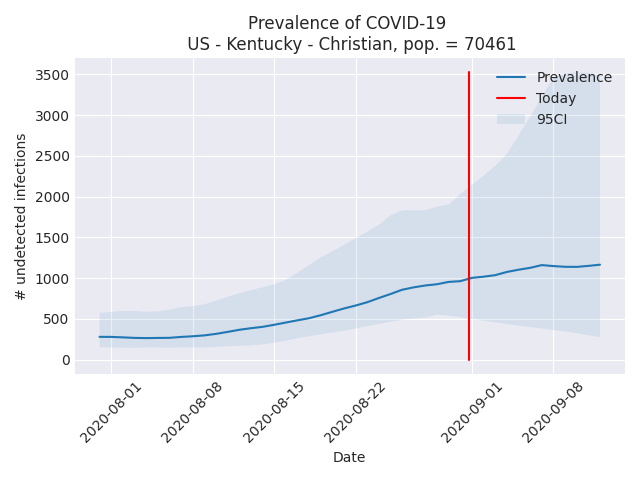 Prevalence of COVID-19
US - Kentucky - Christian, pop. = 70461
3500
3000
2500
2000
1500
1000
500
0
# undetected infections
Prevalence
Today
95CI
2020-08-01
2020-08-08
2020-08-15
2020-08-22
2020-09-01
2020-09-08
Date